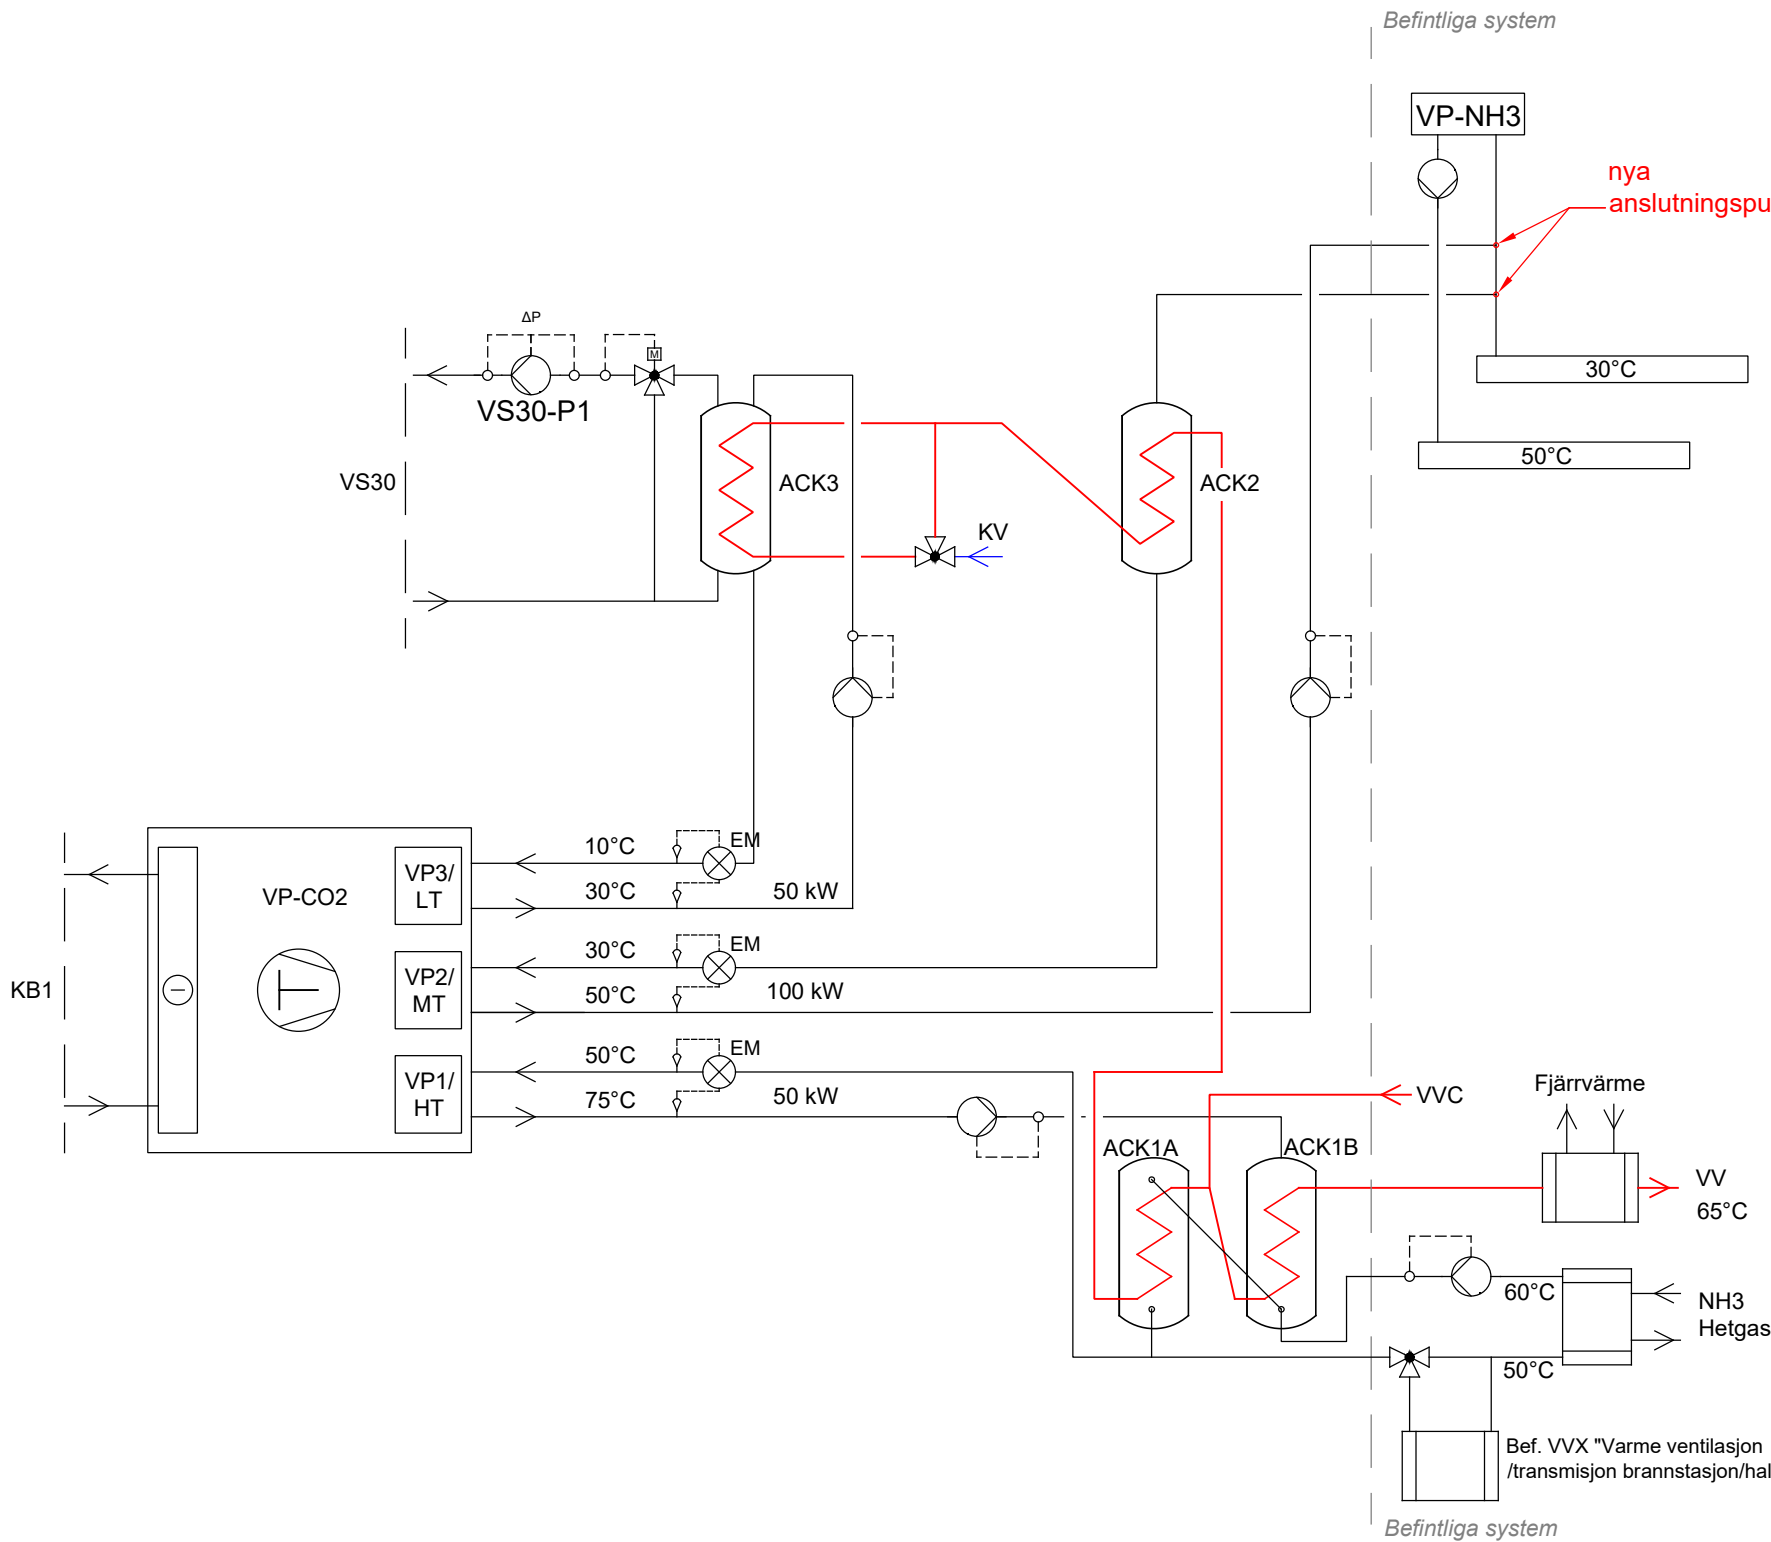 Befintliga system
VP-NH3
nya
anslutningspu
ΔP
M
VS30-P1
30°C
50°C
VS30
ACK3
ACK2
KV
10°C
EM
VP3/
LT
VP-CO2
30°C
50 kW
30°C
EM
VP2/
MT
KB1
50°C
100 kW
50°C
EM
VP1/
HT
75°C
50 kW
VVC
Fjärrvärme
ACK1A
ACK1B
VV
65°C
60°C
NH3
Hetgas
50°C
Bef. VVX "Varme ventilasjon
/transmisjon brannstasjon/hal
Befintliga system